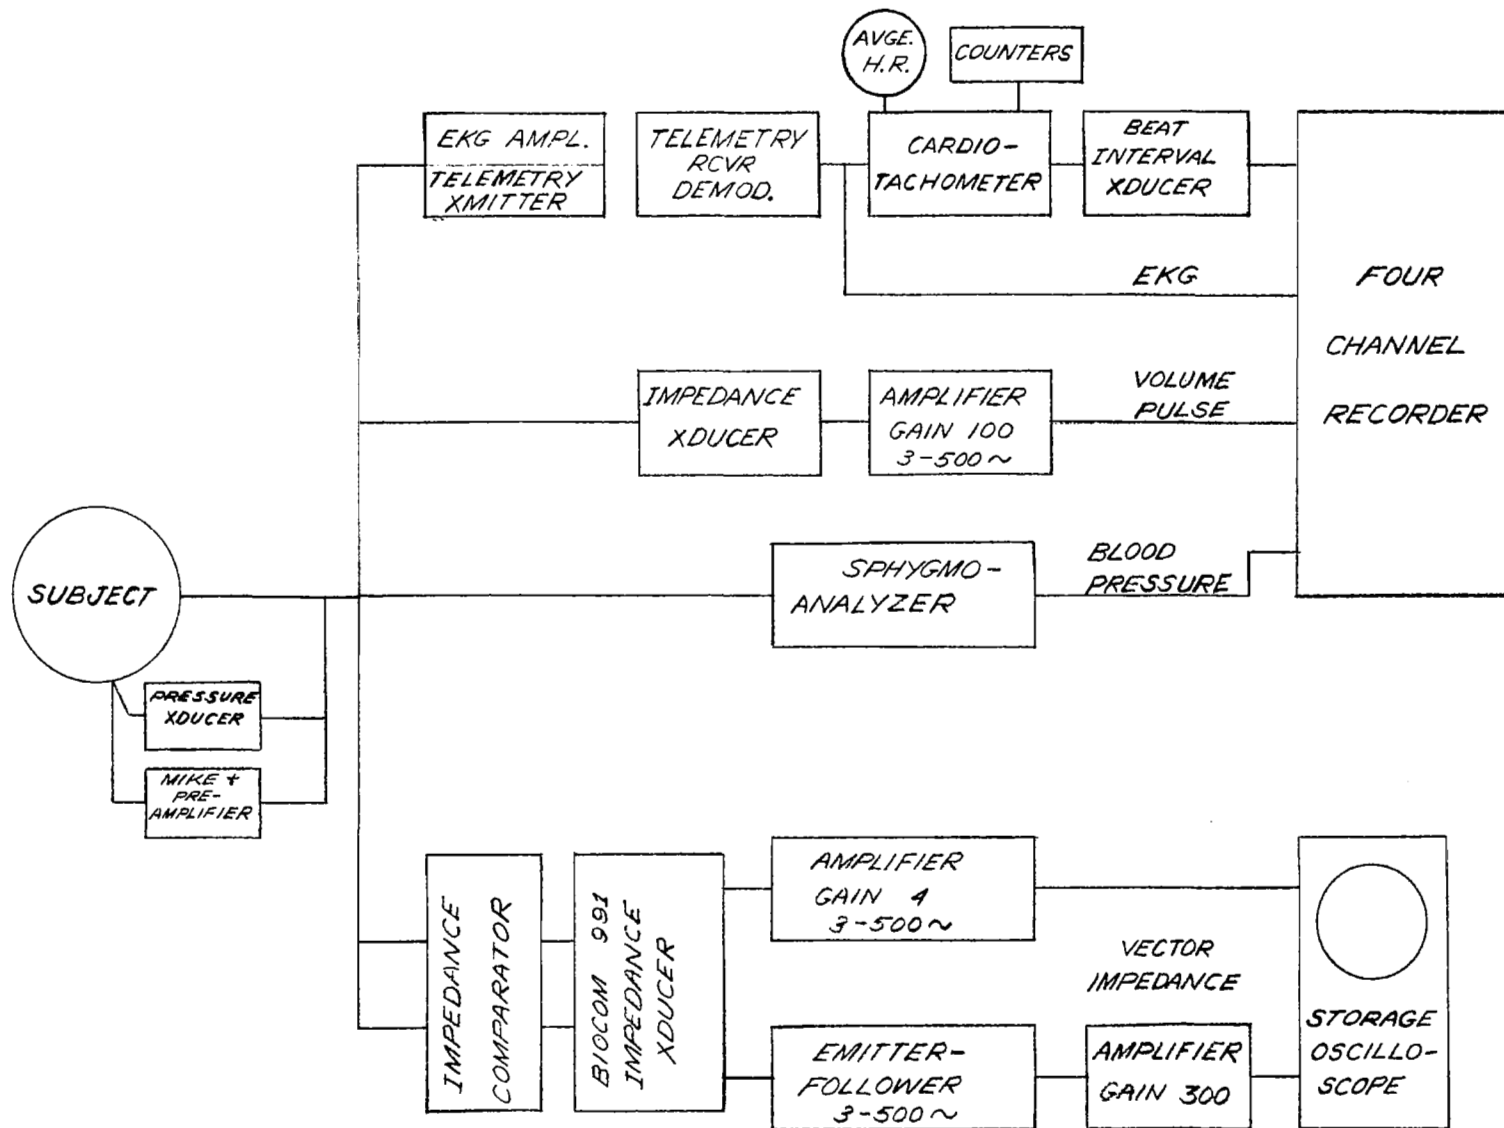 AVGE.
H.R.
COUNTERS
EKG AMPL.
TELEMETRY
XMITTER
TELEMETRY
RCVR
DEMOD.
CARDIO-
TACHOMETER
BEAT
INTERVAL
XDUCER
EKG
FOUR
CHANNEL
RECORDER
IMPEDANCE
XDUCER
AMPLIFIER
GAIN 100
3-500~
VOLUME
PULSE
SUBJECT
SPHYGMO-
ANALYZER
BLOOD
PRESSURE
PRESSURE
XDUCER
MIKE +
PRE-
AMPLIFIER
IMPEDANCE
COMPARATOR
BIOCOM 991
IMPEDANCE
XDUCER
AMPLIFIER
GAIN 4
3-500~
VECTOR
IMPEDANCE
EMITTER-
FOLLOWER
3-500~
AMPLIFIER
GAIN 300
STORAGE
OSCILLO-
SCOPE